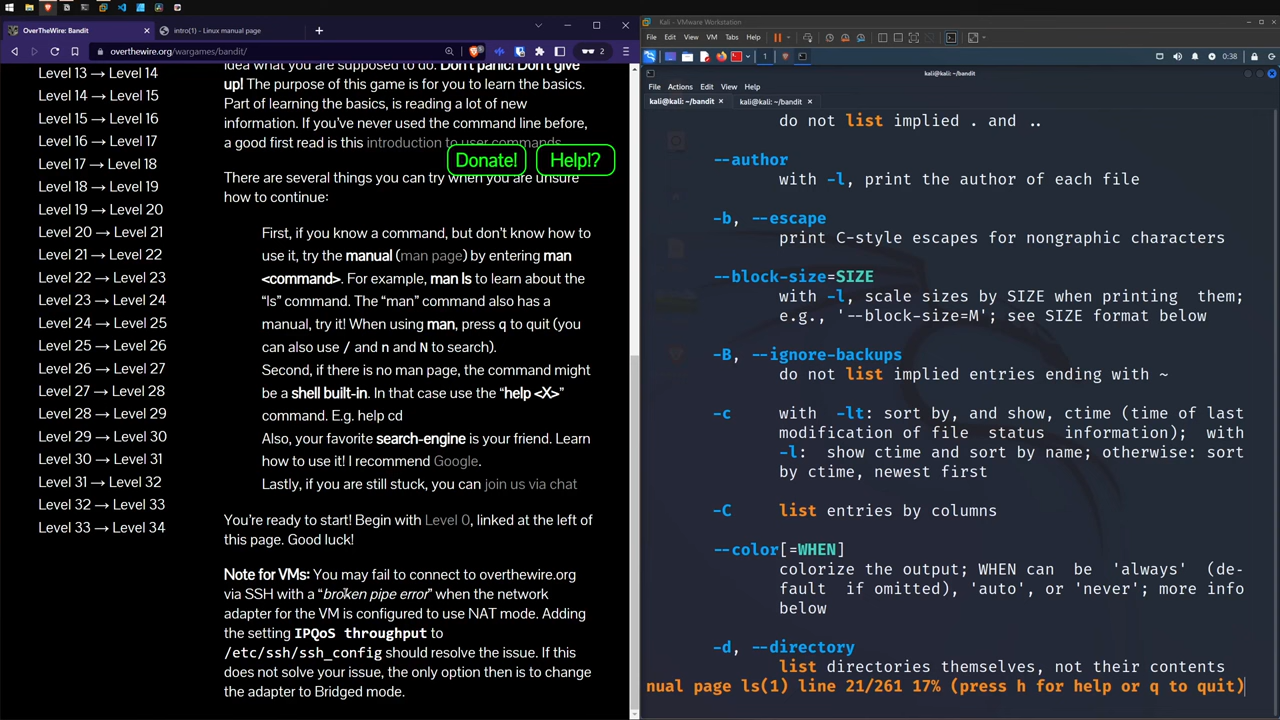 OverTheWire: Bandit
intro(1) - Linux manual page
overthewire.org/wargames/bandit/
2
Level 13 → Level 14
Level 14 → Level 15
Level 15 → Level 16
Level 16 → Level 17
Level 17 → Level 18
Level 18 → Level 19
Level 19 → Level 20
Level 20 → Level 21
Level 21 → Level 22
Level 22 → Level 23
Level 23 → Level 24
Level 24 → Level 25
Level 25 → Level 26
Level 26 → Level 27
Level 27 → Level 28
Level 28 → Level 29
Level 29 → Level 30
Level 30 → Level 31
Level 31 → Level 32
Level 32 → Level 33
Level 33 → Level 34
idea what you are supposed to do. Don't panic! Don't give
up! The purpose of this game is for you to learn the basics.
Part of learning the basics, is reading a lot of new
information. If you've never used the command line before,
a good first read is this introduction to user commands.
Donate!
Help!?
There are several things you can try when you are unsure
how to continue:
First, if you know a command, but don't know how to
use it, try the manual (man page) by entering man
<command>. For example, man ls to learn about the
"ls" command. The "man" command also has a
manual, try it! When using man, press q to quit (you
can also use / and n and N to search).
Second, if there is no man page, the command might
be a shell built-in. In that case use the "help <X>"
command. E.g. help cd
Also, your favorite search-engine is your friend. Learn
how to use it! I recommend Google.
Lastly, if you are still stuck, you can join us via chat
You're ready to start! Begin with Level 0, linked at the left of
this page. Good luck!
Note for VMs: You may fail to connect to overthewire.org
via SSH with a "broken pipe error" when the network
adapter for the VM is configured to use NAT mode. Adding
the setting IPQoS throughput to
/etc/ssh/ssh_config should resolve the issue. If this
does not solve your issue, the only option then is to change
the adapter to Bridged mode.
Kali - VMware Workstation
File Edit View VM Tabs Help
1
0:38
kali@kali: ~/bandit
File Actions Edit View Help
kali@kali: ~/bandit
kali@kali: ~/bandit
do not list implied . and ..
--author
with -l, print the author of each file
-b, --escape
print C-style escapes for nongraphic characters
--block-size=SIZE
with -l, scale sizes by SIZE when printing them;
e.g., '--block-size=M'; see SIZE format below
-B, --ignore-backups
do not list implied entries ending with ~
-c with -lt: sort by, and show, ctime (time of last
modification of file status information); with
-l: show ctime and sort by name; otherwise: sort
by ctime, newest first
-C list entries by columns
--color[=WHEN]
colorize the output; WHEN can be 'always' (de-
fault if omitted), 'auto', or 'never'; more info
below
-d, --directory
list directories themselves, not their contents
nual page ls(1) line 21/261 17% (press h for help or q to quit)